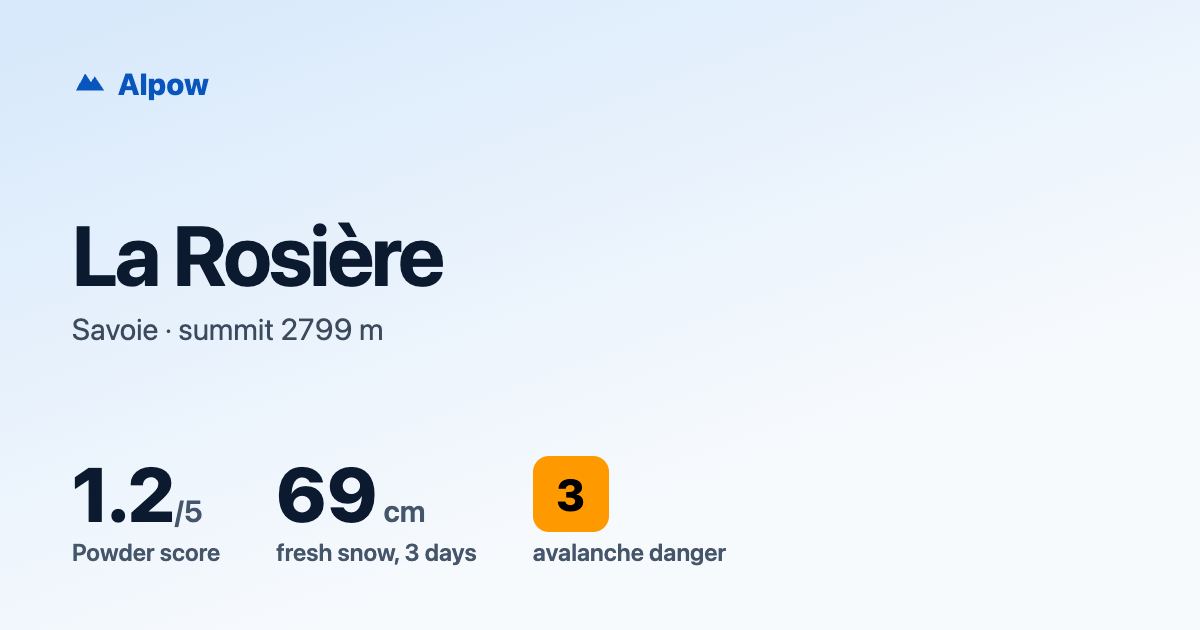 Alpow
La Rosière
Savoie · summit 2799 m
1.2/5
Powder score
69 cm
fresh snow, 3 days
3
avalanche danger